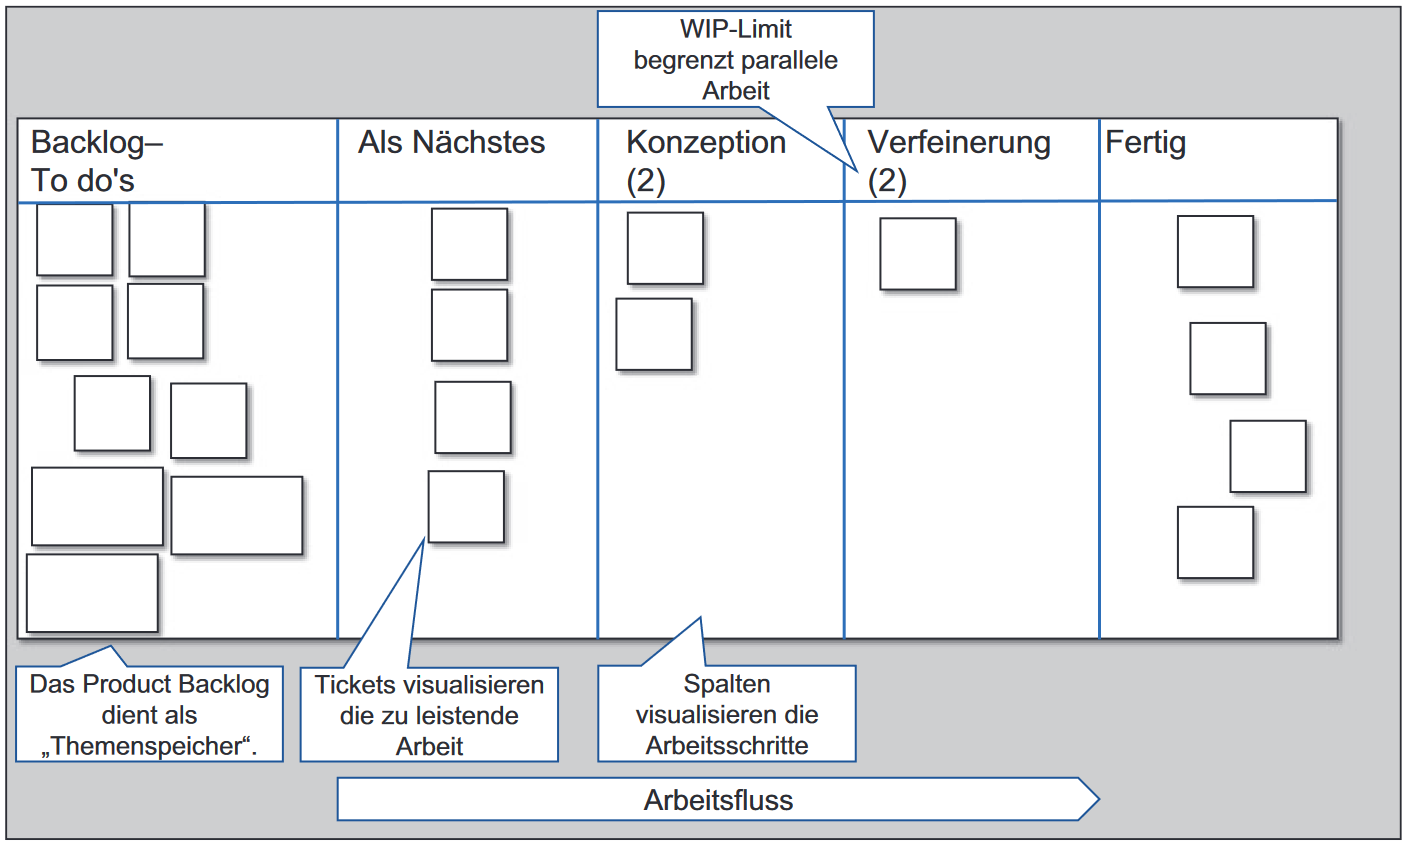 WIP-Limit
begrenzt parallele
Arbeit
Backlog–
To do's
Als Nächstes
Konzeption
(2)
Verfeinerung
(2)
Fertig
Das Product Backlog
dient als
„Themenspeicher“.
Tickets visualisieren
die zu leistende
Arbeit
Spalten
visualisieren die
Arbeitsschritte
Arbeitsfluss